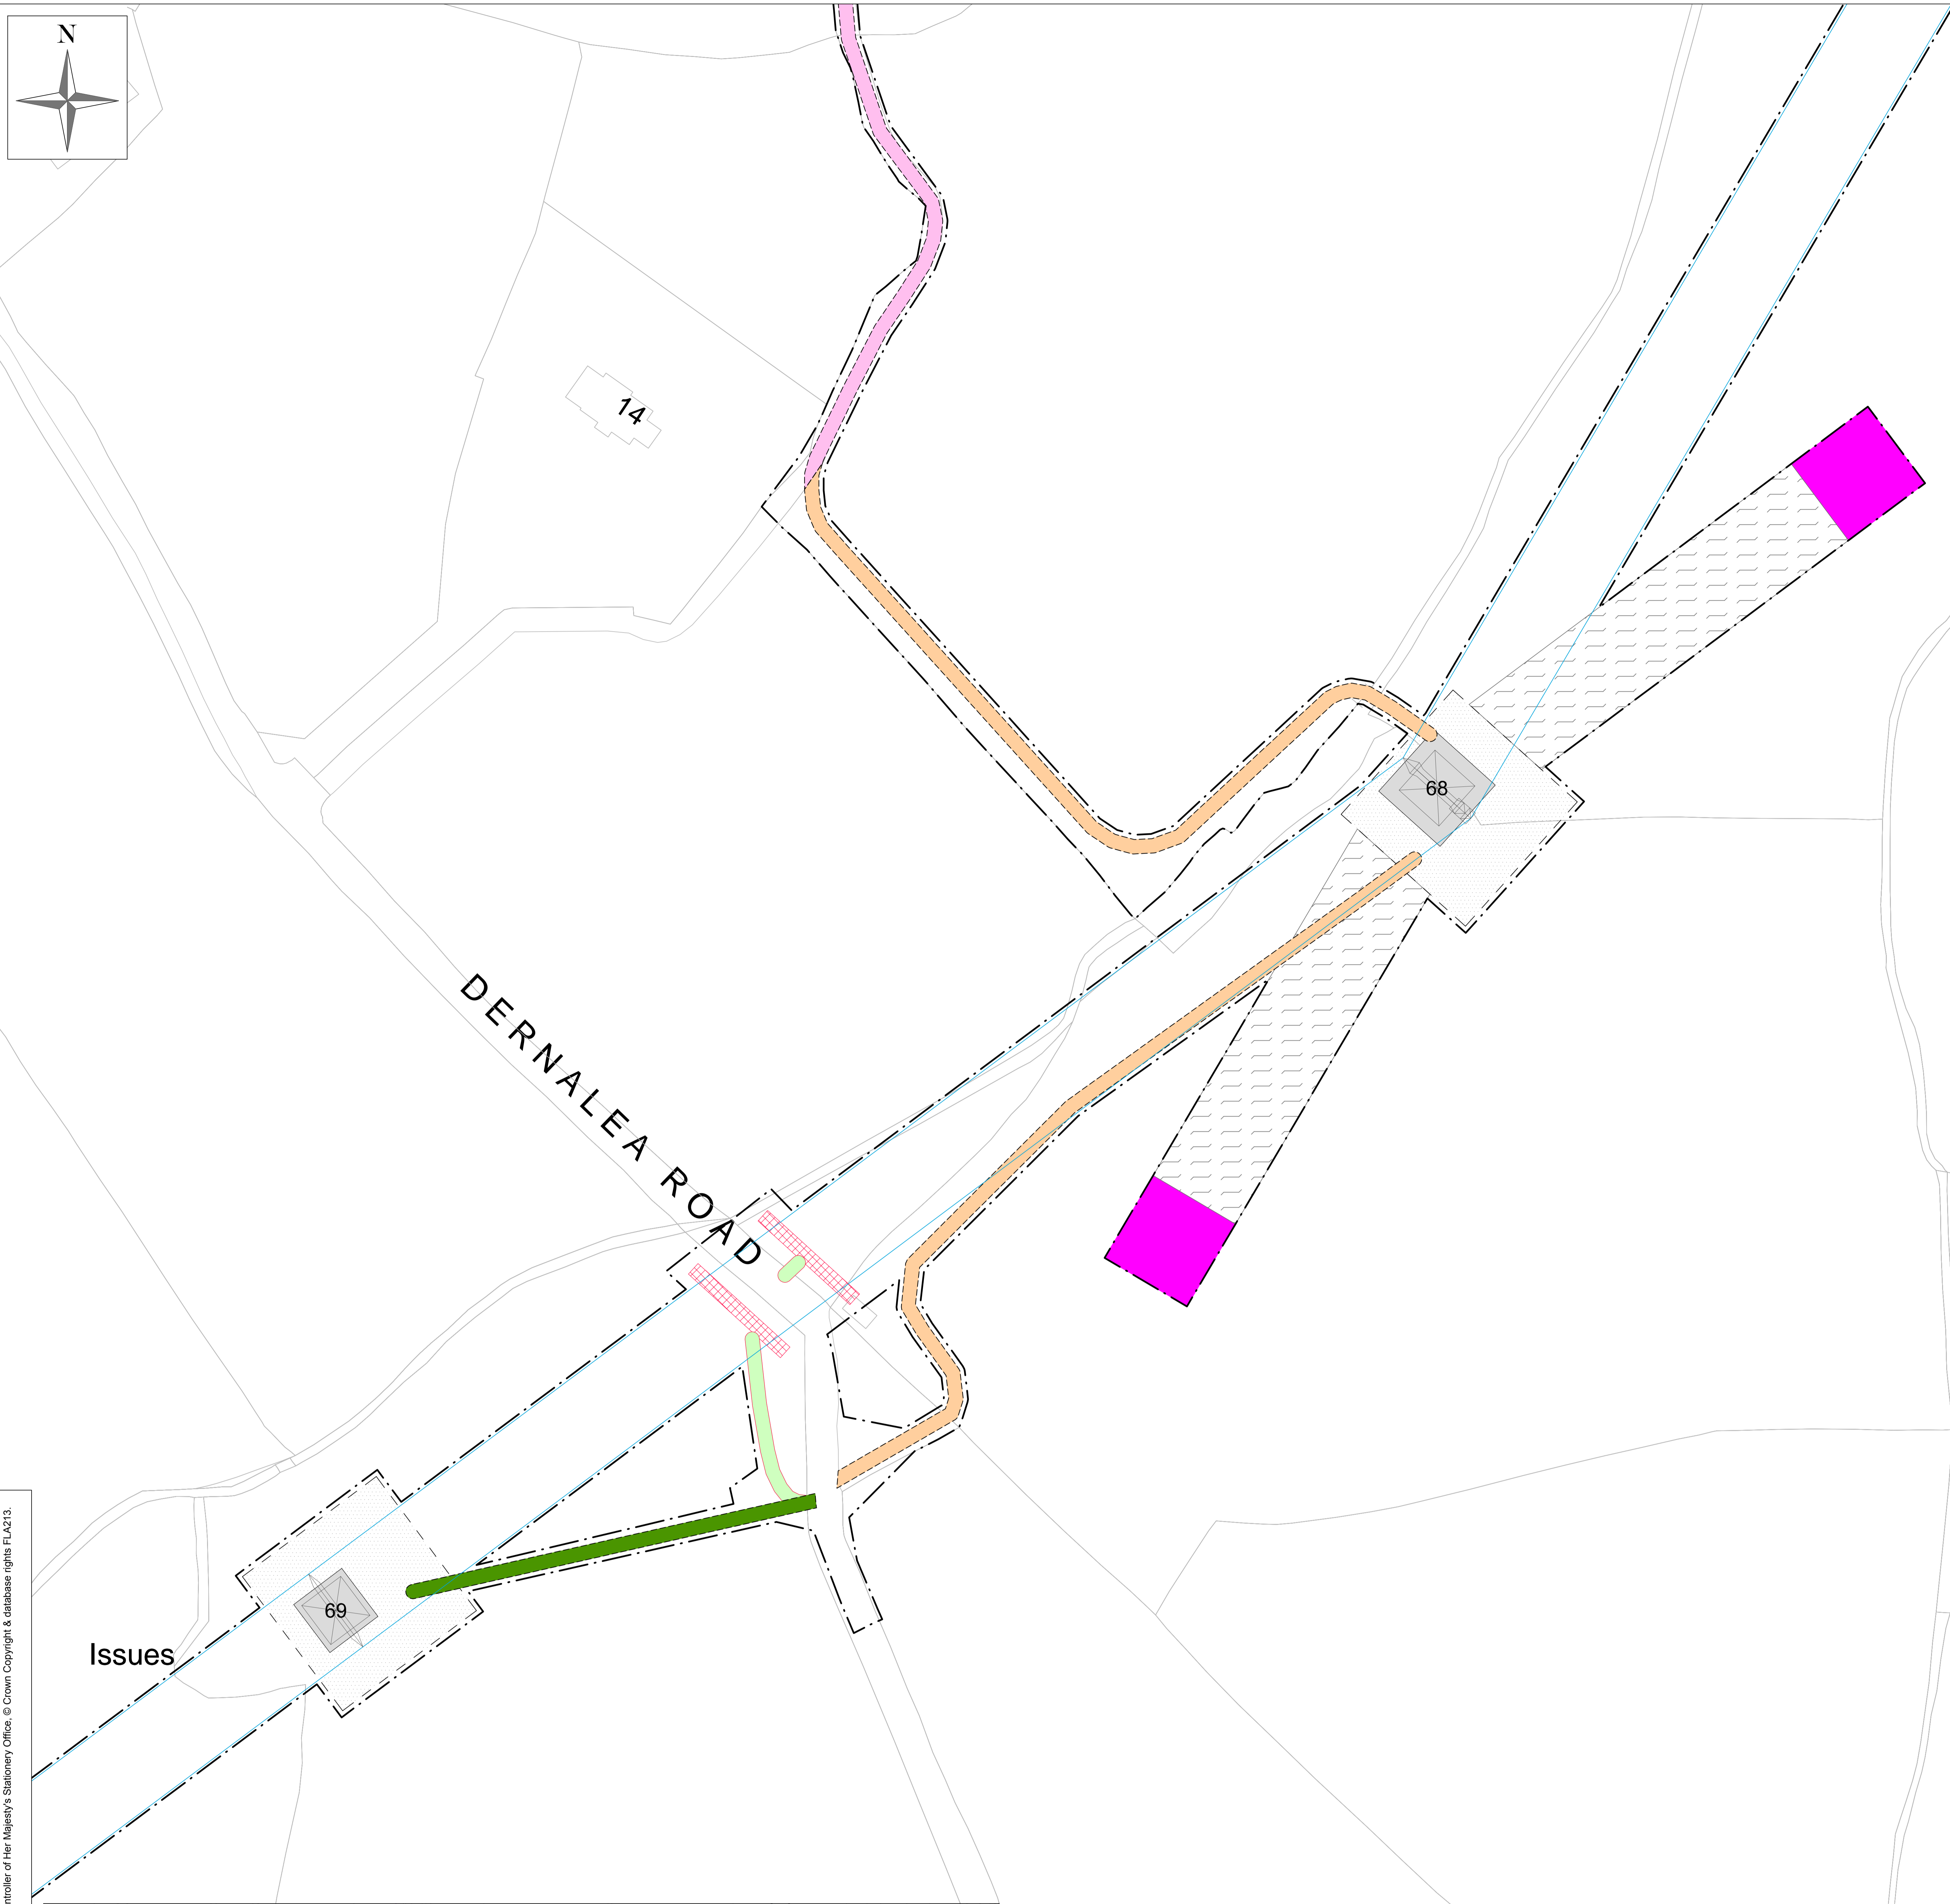 N
14
68
DERNALEA ROAD
69
Issues
ntroller of Her Majesty's Stationery Office, © Crown Copyright & database rights FLA213.